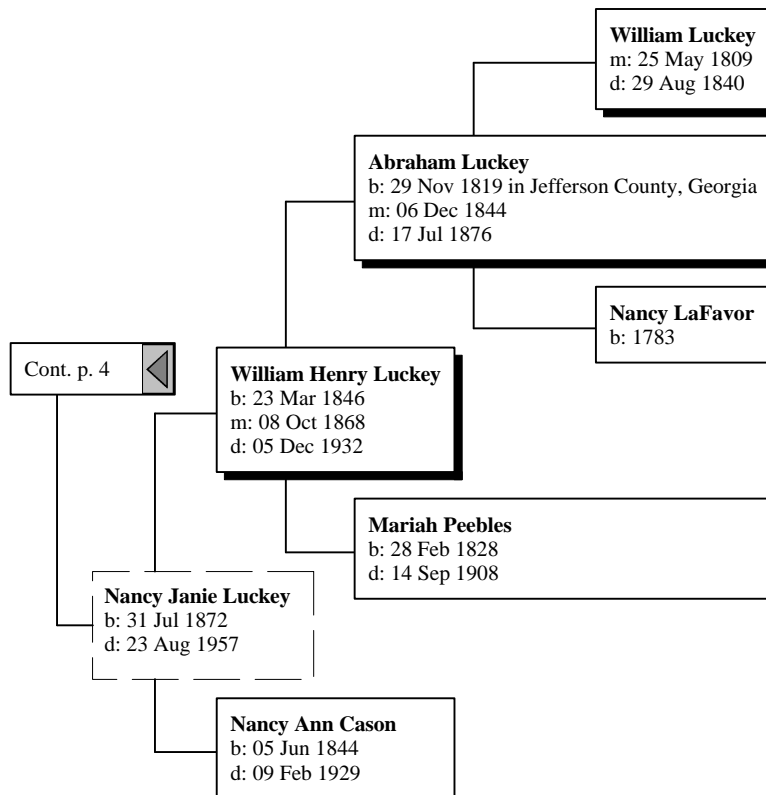 William Luckey
m: 25 May 1809
d: 29 Aug 1840
Abraham Luckey
b: 29 Nov 1819 in Jefferson County, Georgia
m: 06 Dec 1844
d: 17 Jul 1876
Nancy LaFavor
b: 1783
Cont. p. 4
William Henry Luckey
b: 23 Mar 1846
m: 08 Oct 1868
d: 05 Dec 1932
Mariah Peebles
b: 28 Feb 1828
d: 14 Sep 1908
Nancy Janie Luckey
b: 31 Jul 1872
d: 23 Aug 1957
Nancy Ann Cason
b: 05 Jun 1844
d: 09 Feb 1929